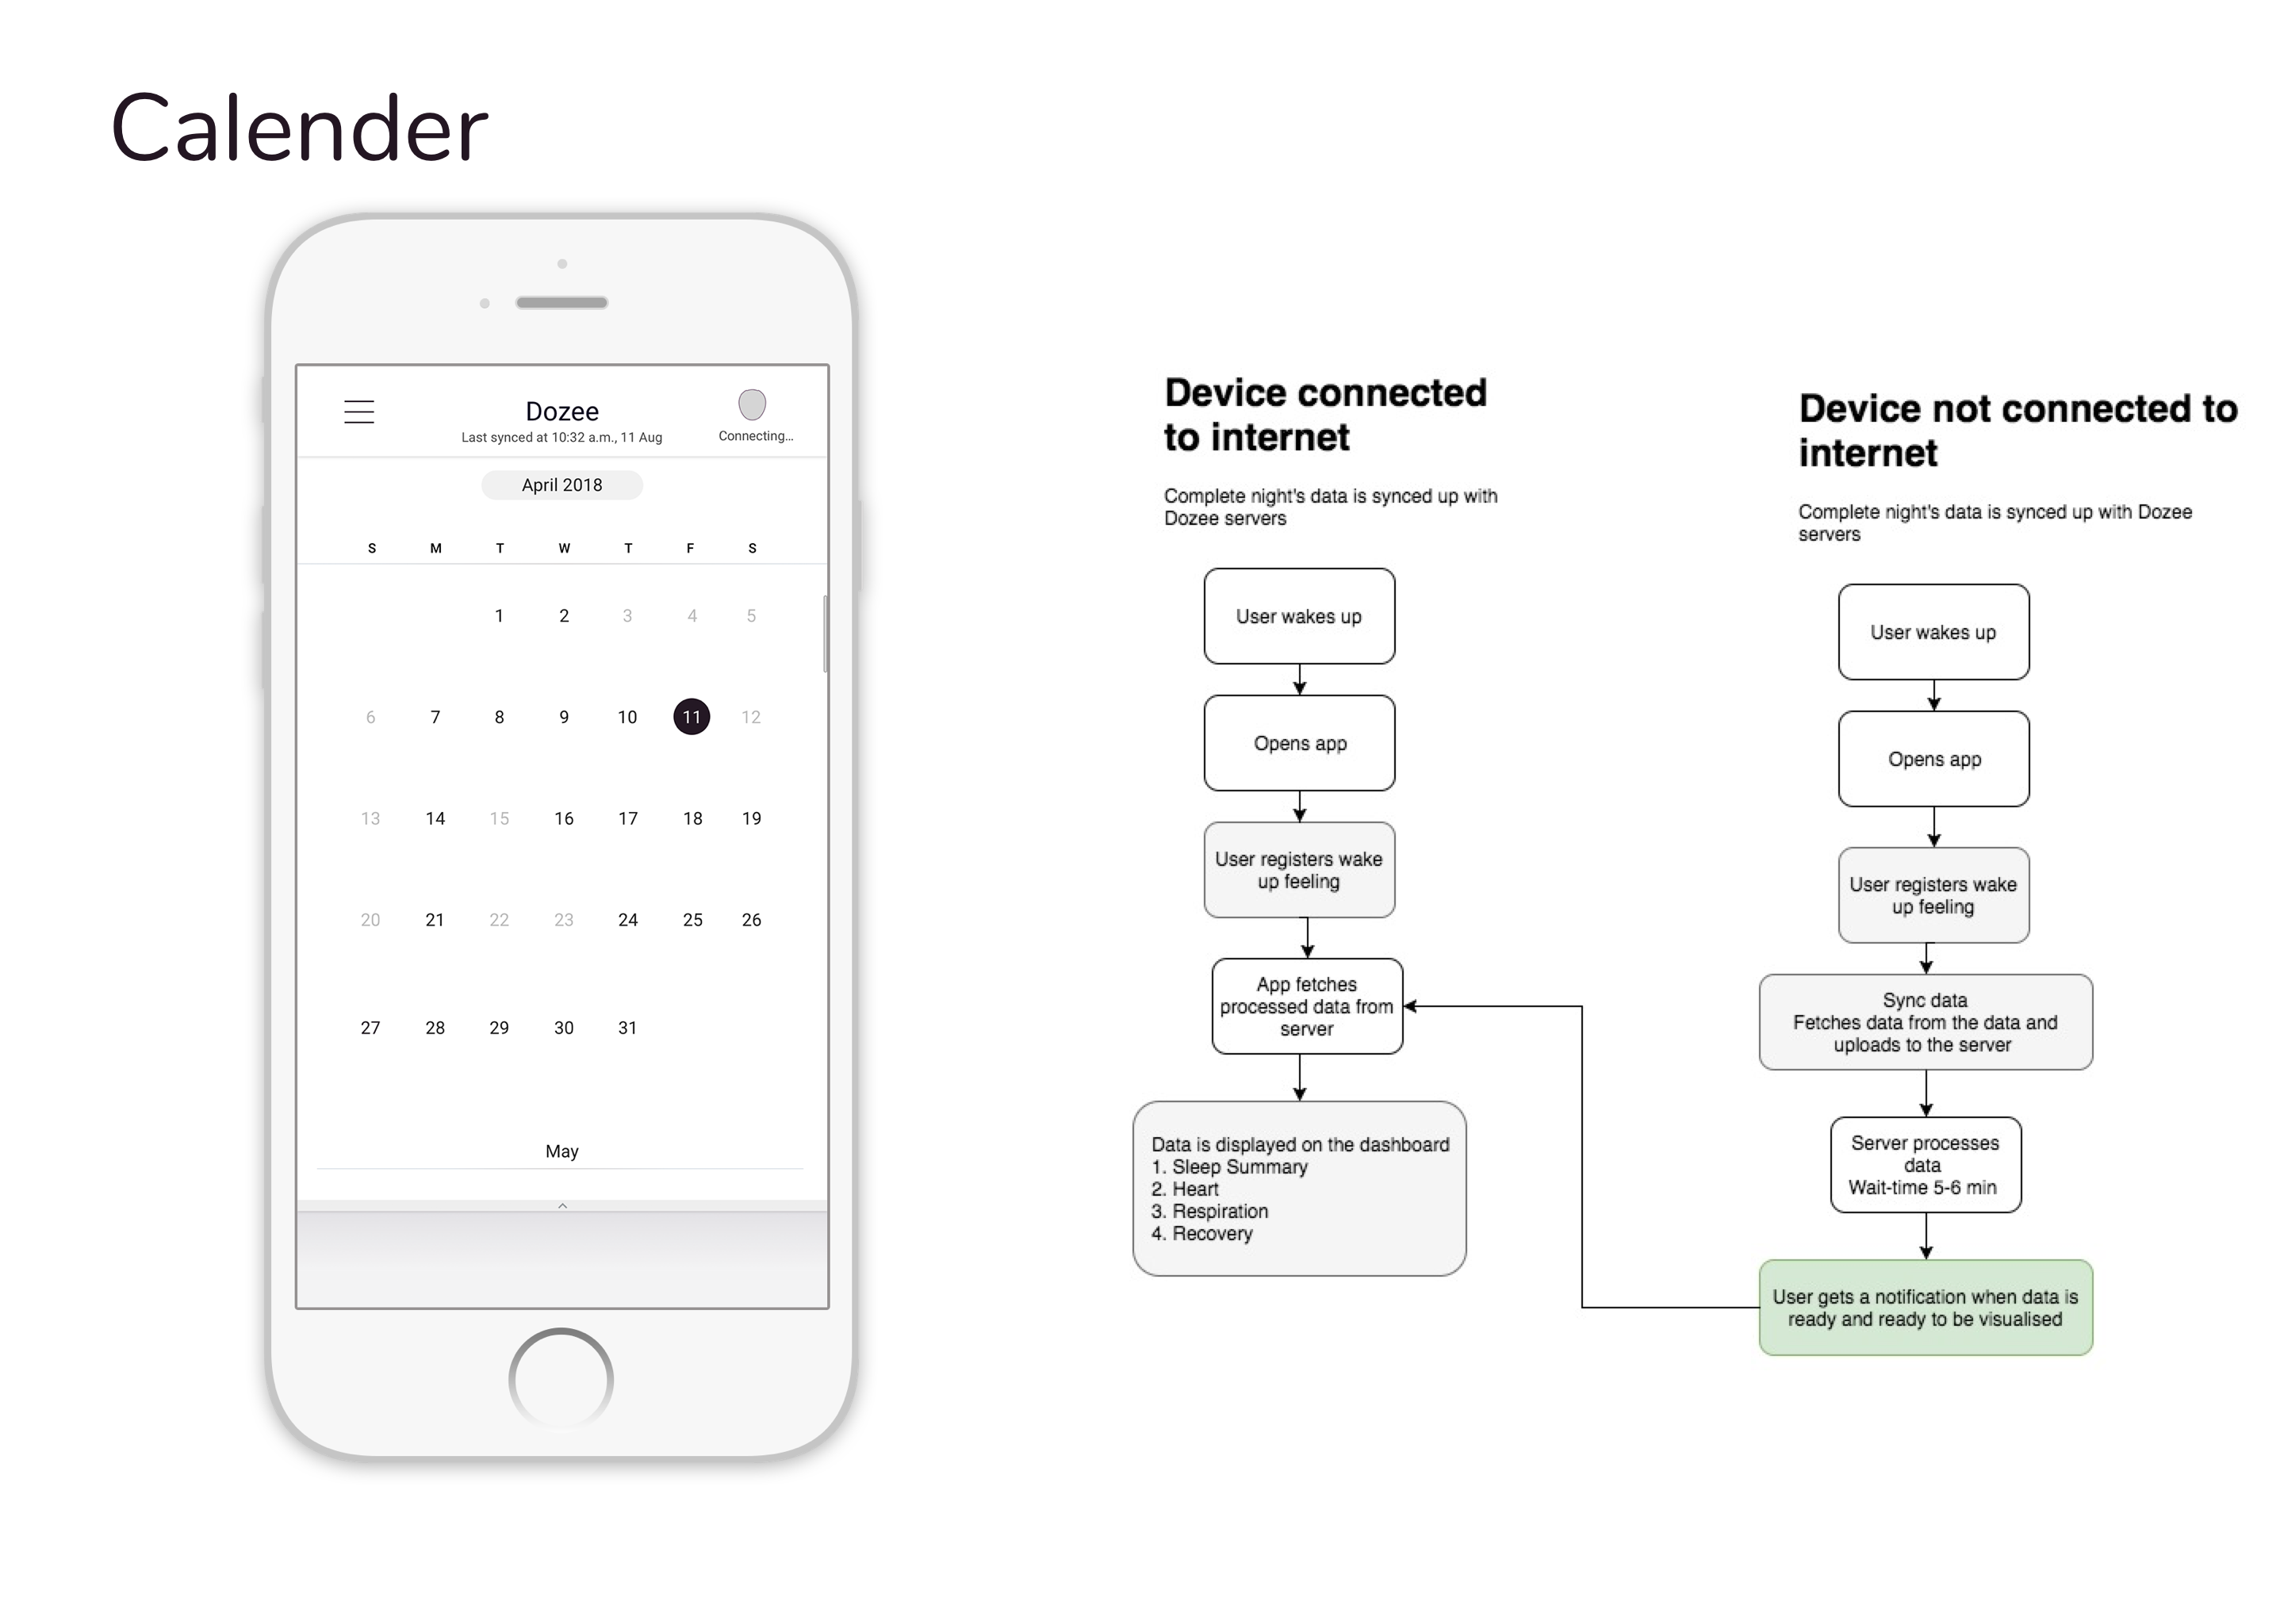 Calender
Dozee
Last synced at 10:32 a.m., 11 Aug
Connecting...
April 2018
S M T W T F S
1 2 3 4 5
6 7 8 9 10 11 12
13 14 15 16 17 18 19
20 21 22 23 24 25 26
27 28 29 30 31
May
Device connected
to internet
Complete night's data is synced up with
Dozee servers
User wakes up
Opens app
User registers wake
up feeling
App fetches
processed data from
server
Data is displayed on the dashboard
1. Sleep Summary
2. Heart
3. Respiration
4. Recovery
Device not connected to
internet
Complete night's data is synced up with Dozee
servers
User wakes up
Opens app
User registers wake
up feeling
Sync data
Fetches data from the data and
uploads to the server
Server processes
data
Wait-time 5-6 min
User gets a notification when data is
ready and ready to be visualised